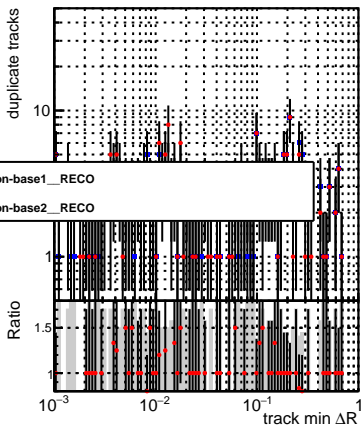 duplicate tracks
10
on-base1__RECO
on-base2__RECO
1
Ratio
1.5
1
10⁻³
10⁻²
10⁻¹
1
track min ΔR